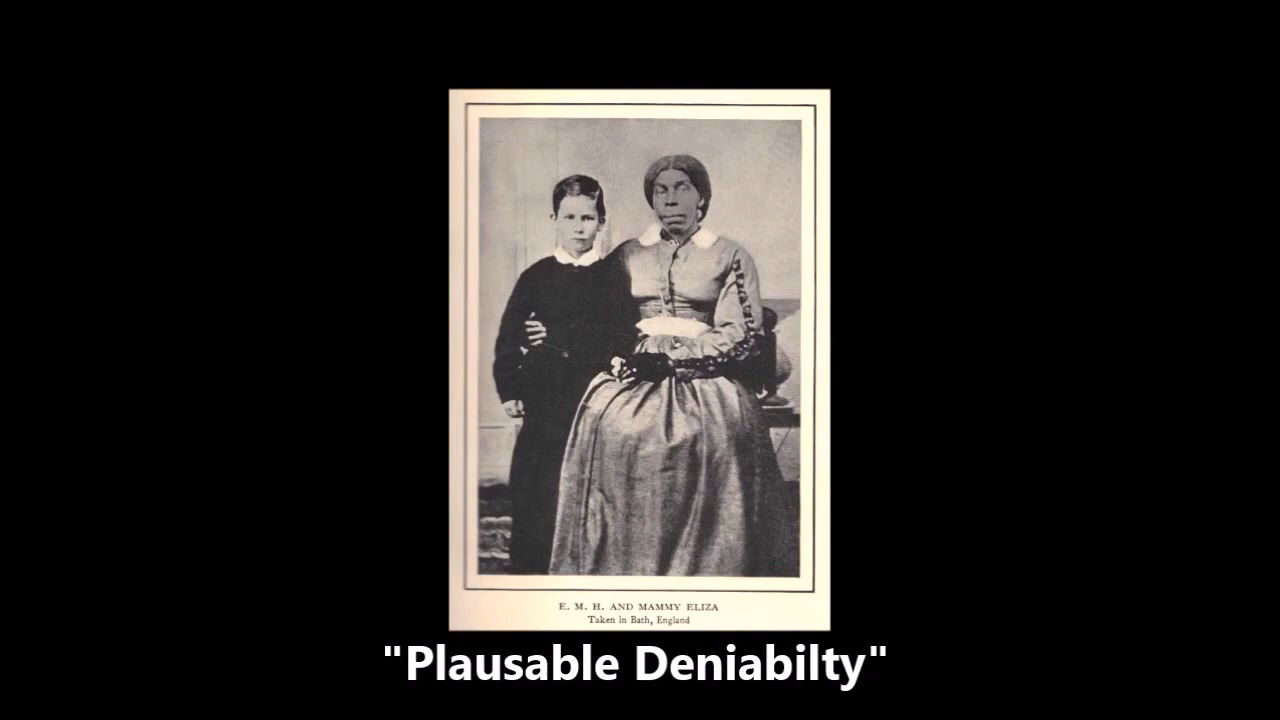 E. M. H. AND MAMMY ELIZA
Taken in Bath, England
"Plausable Deniabilty"